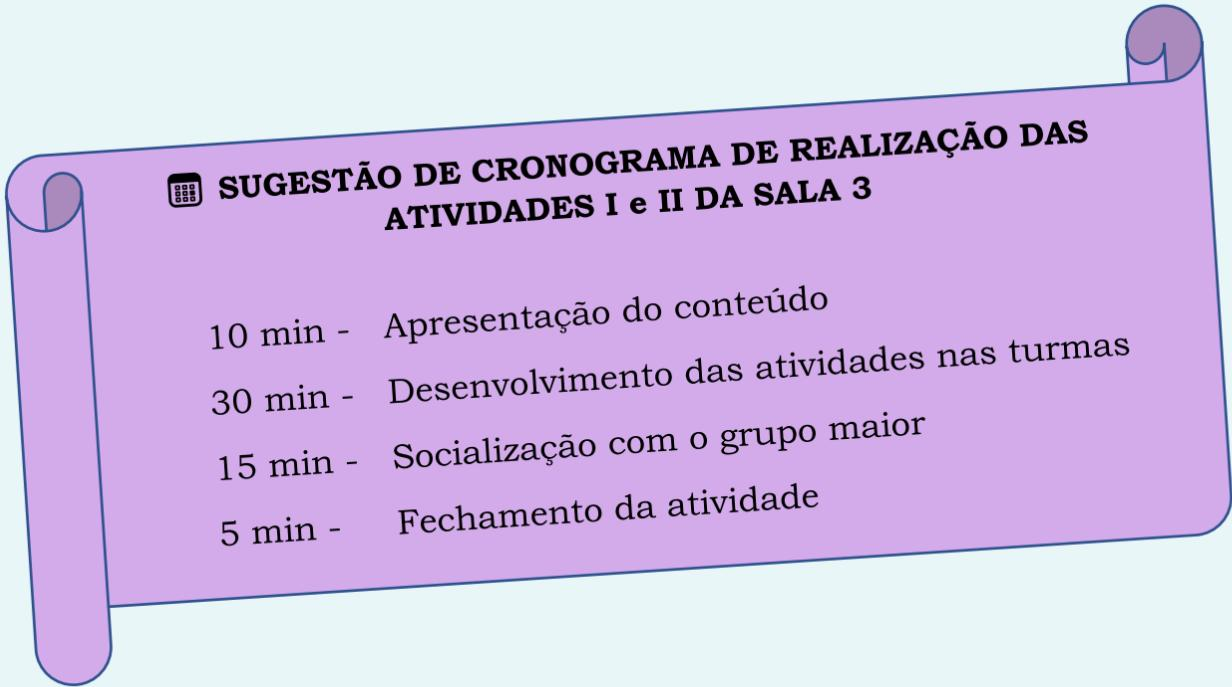 SUGESTÃO DE CRONOGRAMA DE REALIZAÇÃO DAS
ATIVIDADES I e II DA SALA 3
10 min - Apresentação do conteúdo
30 min - Desenvolvimento das atividades nas turmas
15 min - Socialização com o grupo maior
5 min - Fechamento da atividade